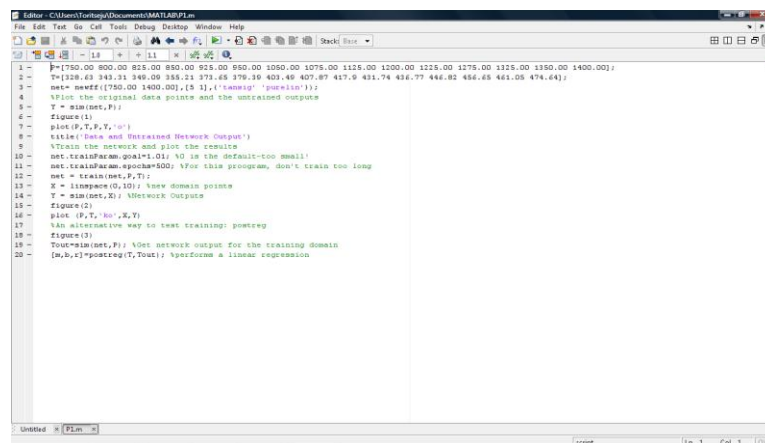 Editor - C:\Users\Toritseju\Documents\MATLAB\P1.m
File Edit Text Go Cell Tools Debug Desktop Window Help
Stack: Base
- 1.0 + ÷ 1.1 ×
1 - P=[750.00 800.00 825.00 850.00 925.00 950.00 1050.00 1075.00 1125.00 1200.00 1225.00 1275.00 1325.00 1350.00 1400.00];
2 - T=[328.63 343.31 349.09 355.21 373.65 379.39 403.49 407.87 417.9 431.74 436.77 446.82 456.65 461.05 474.64];
3 - net= newff([750.00 1400.00],[5 1],{'tansig' 'purelin'});
4 %Plot the original data points and the untrained outputs
5 - Y = sim(net,P);
6 - figure(1)
7 - plot(P,T,P,Y,'o')
8 - title('Data and Untrained Network Output')
9 %Train the network and plot the results
10 - net.trainParam.goal=1.01; %0 is the default-too small!
11 - net.trainParam.epochs=500; %For this proogram, don't train too long
12 - net = train(net,P,T);
13 - X = linspace(0,10); %new domain points
14 - Y = sim(net,X); %Network Outputs
15 - figure(2)
16 - plot (P,T,'ko',X,Y)
17 %An alternative way to test training: postreg
18 - figure(3)
19 - Tout=sim(net,P); %Get network output for the training domain
20 - [m,b,r]=postreg(T,Tout); %performs a linear regression
Untitled × P1.m ×
script Ln 1 Col 1